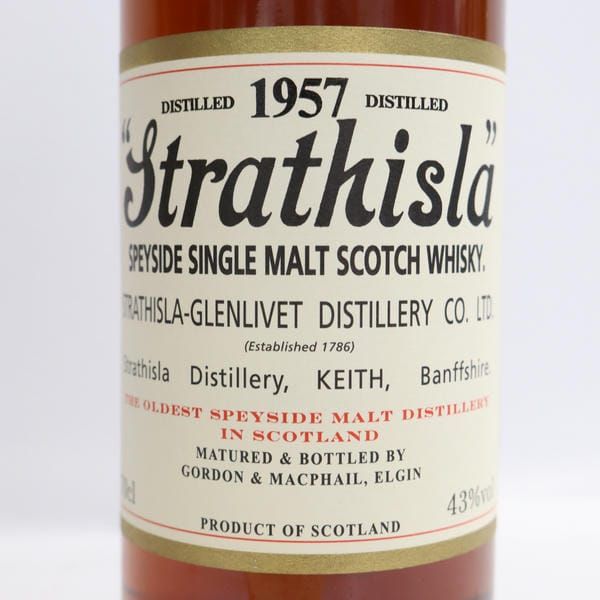 DISTILLED 1957 DISTILLED
"Strathisla"
SPEYSIDE SINGLE MALT SCOTCH WHISKY.
STRATHISLA-GLENLIVET DISTILLERY CO. LTD.
(Established 1786)
Strathisla Distillery, KEITH, Banffshire.
THE OLDEST SPEYSIDE MALT DISTILLERY
IN SCOTLAND
MATURED & BOTTLED BY
GORDON & MACPHAIL, ELGIN
43%vol
PRODUCT OF SCOTLAND